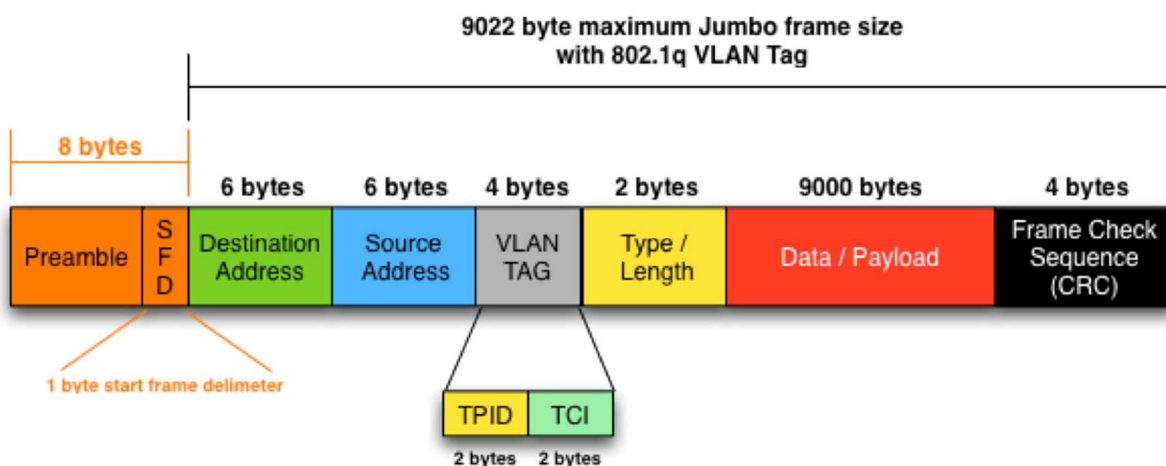 9022 byte maximum Jumbo frame size
with 802.1q VLAN Tag
8 bytes
6 bytes
6 bytes
4 bytes
2 bytes
9000 bytes
4 bytes
Preamble
S
F
D
Destination
Address
Source
Address
VLAN
TAG
Type /
Length
Data / Payload
Frame Check
Sequence
(CRC)
1 byte start frame delimeter
TPID
TCI
2 bytes
2 bytes